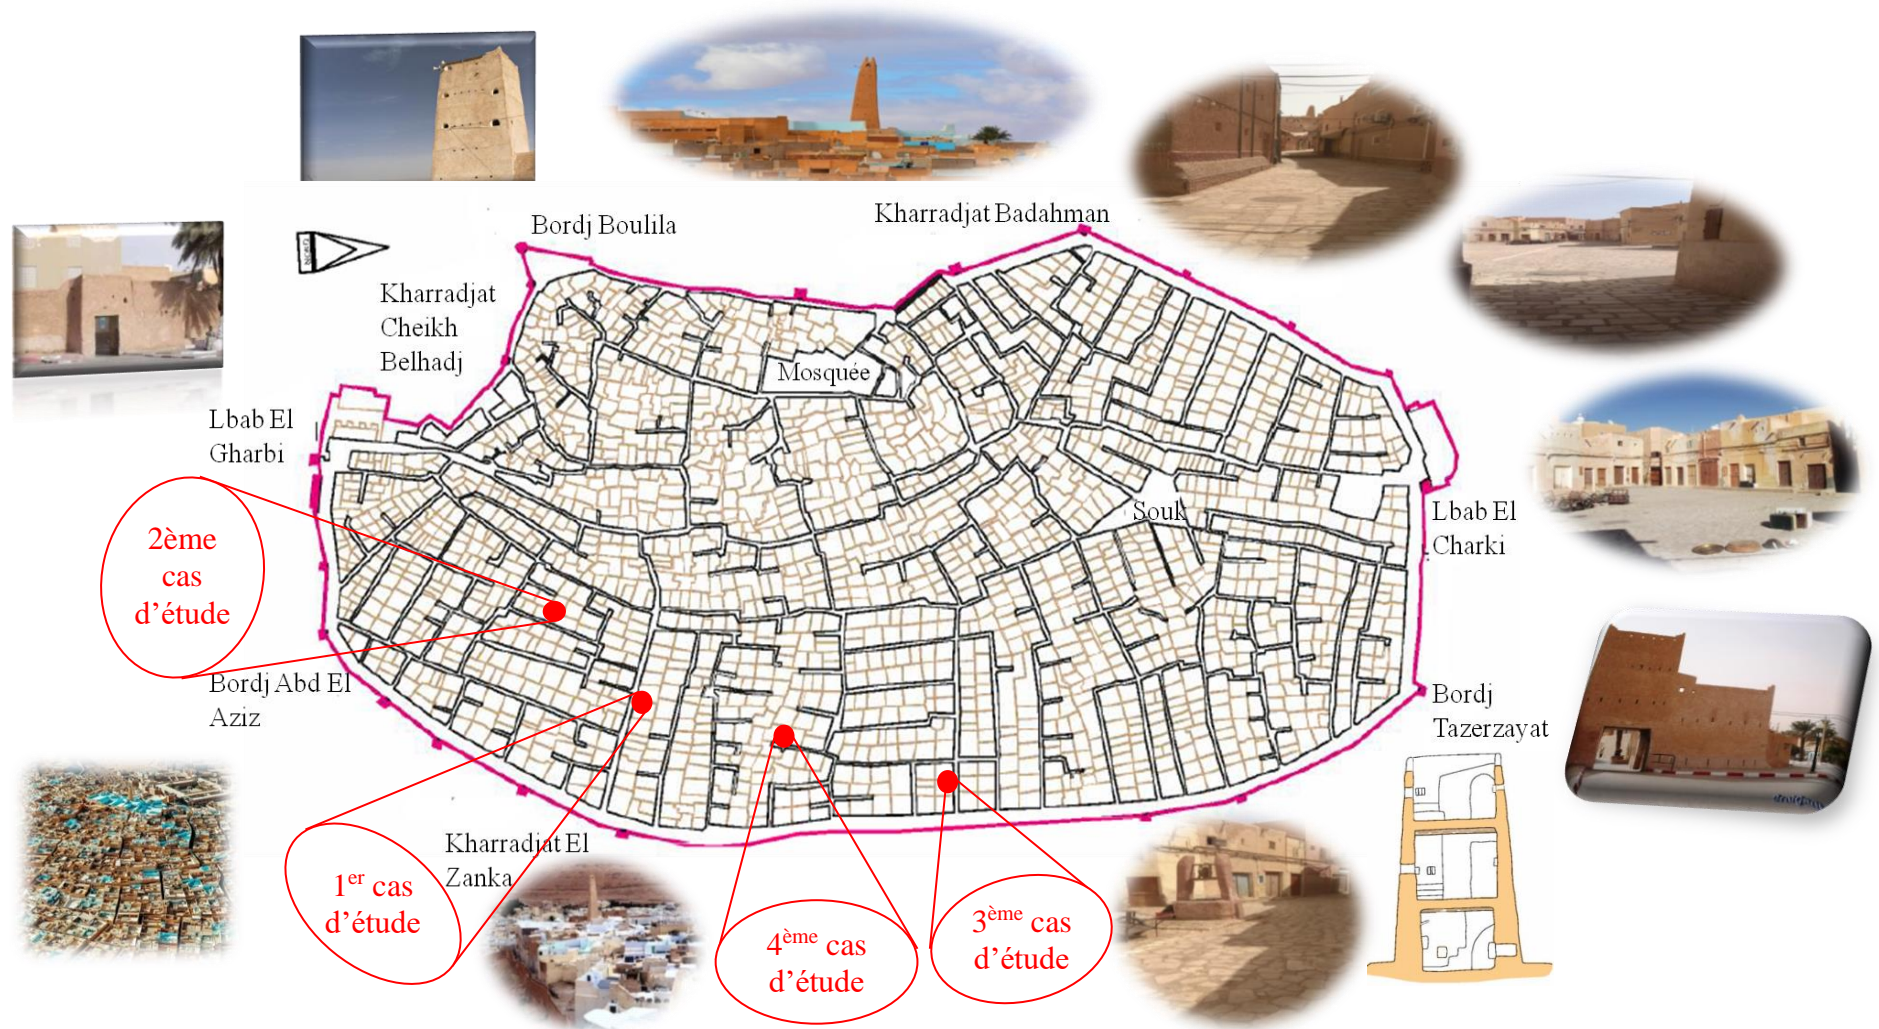 Bordj Boulila
Kharradjat Badahman
Kharradjat
Cheikh
Belhadj
Mosquée
Lbab El
Gharbi
Souk
Lbab El
Charki
2ème
cas
d’étude
Bordj Abd El
Aziz
Bordj
Tazerzayat
Kharradjat El
Zanka
1er cas
d’étude
4ème cas
d’étude
3ème cas
d’étude